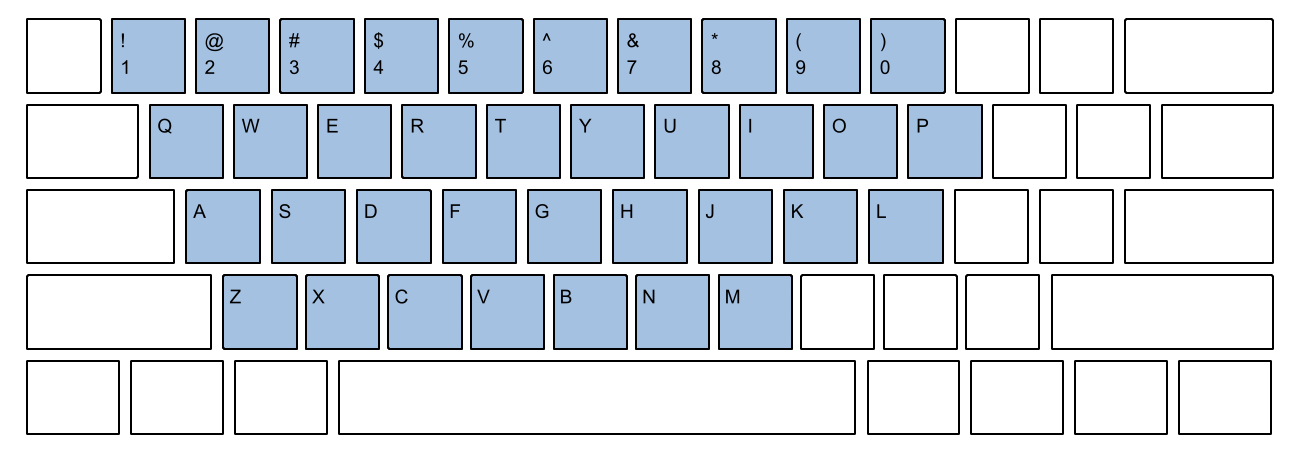 ! @ # $ % ^ & * ( )
1 2 3 4 5 6 7 8 9 0
Q W E R T Y U I O P
A S D F G H J K L
Z X C V B N M